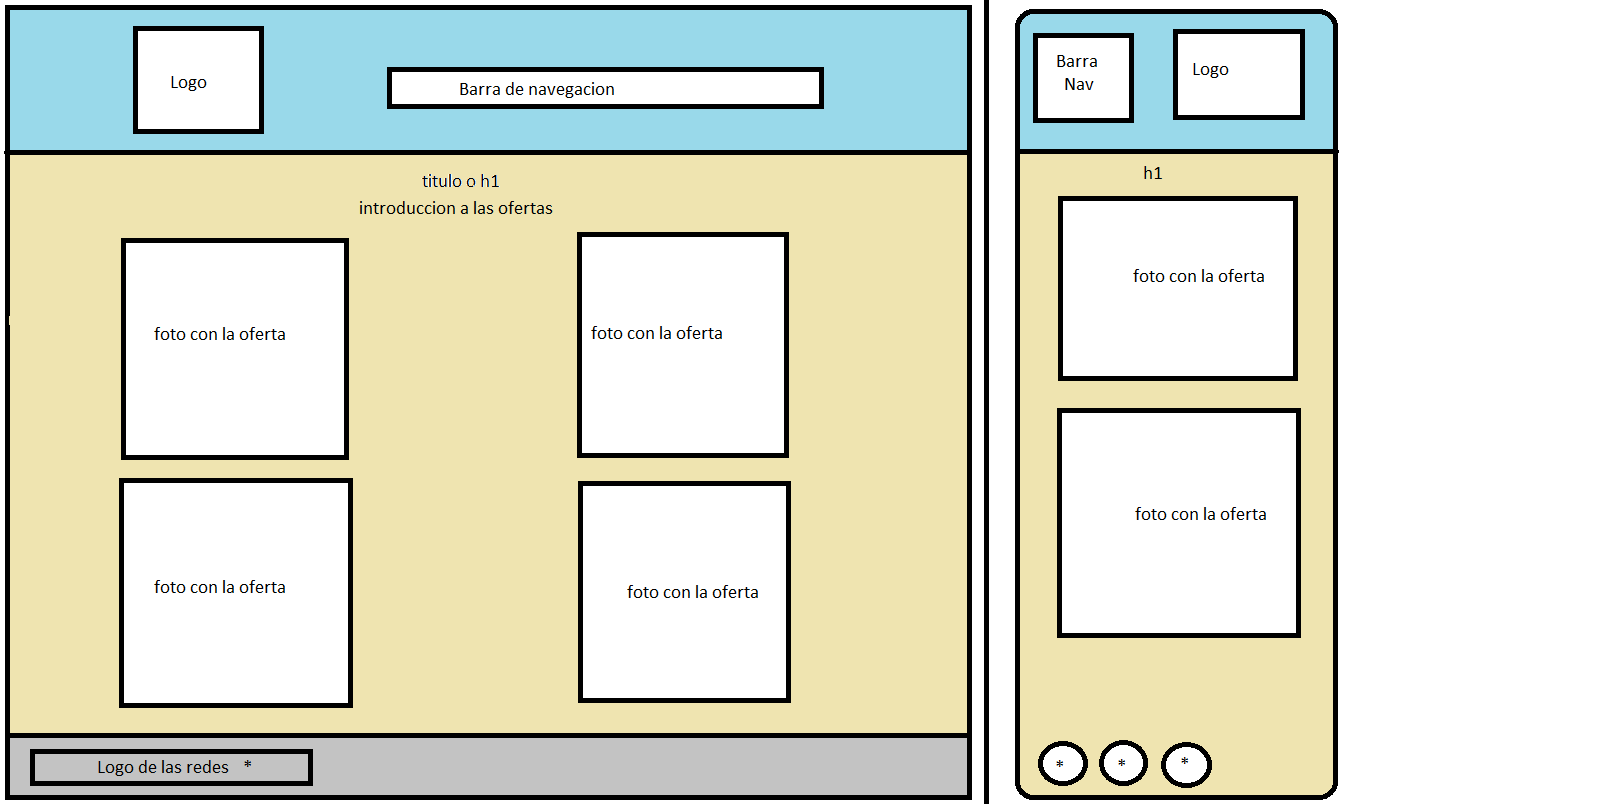 Logo
Barra de navegacion
titulo o h1
introduccion a las ofertas
foto con la oferta
foto con la oferta
foto con la oferta
foto con la oferta
Logo de las redes *
Barra
Nav
Logo
h1
foto con la oferta
foto con la oferta
* * *